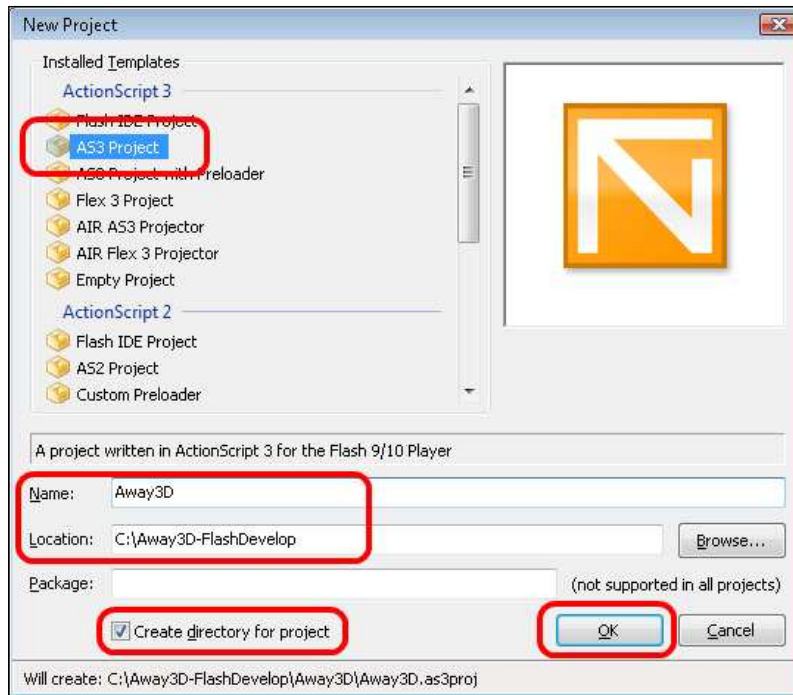 New Project
Installed Templates
ActionScript 3
Flash IDE Project
AS3 Project
AS3 Project with Preloader
Flex 3 Project
AIR AS3 Projector
AIR Flex 3 Projector
Empty Project
ActionScript 2
Flash IDE Project
AS2 Project
Custom Preloader
A project written in ActionScript 3 for the Flash 9/10 Player
Name: Away3D
Location: C:\Away3D-FlashDevelop Browse...
Package: (not supported in all projects)
Create directory for project OK Cancel
Will create: C:\Away3D-FlashDevelop\Away3D\Away3D.as3proj